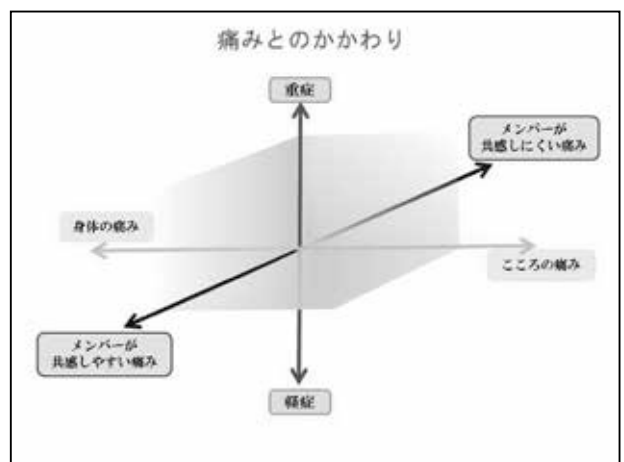 痛みとのかかわり
重症
メンバーが
共感しにくい痛み
身体の痛み
こころの痛み
メンバーが
共感しやすい痛み
軽症